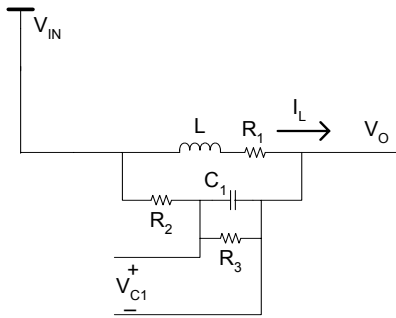 V_IN
L
R_1
I_L
V_O
C_1
R_2
R_3
+
V_C1
–